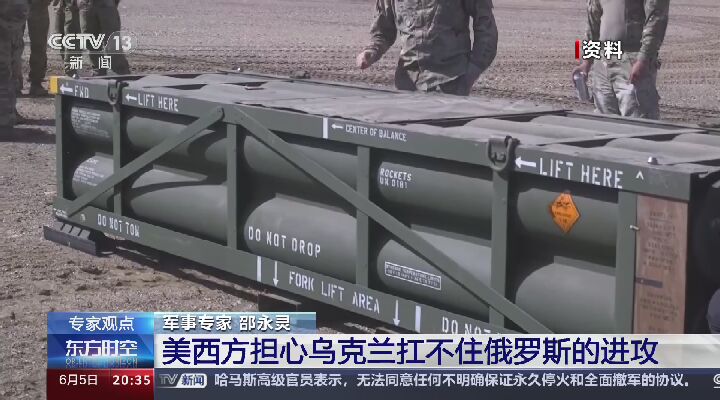 CCTV 13
新闻
资料
FWD
LIFT HERE
CENTER OF BALANCE
LIFT HERE
ROCKETS
UN 0181
DO NOT TOW
DO NOT DROP
FORK LIFT AREA
专家观点
军事专家 邵永灵
东方时空
美西方担心乌克兰扛不住俄罗斯的进攻
6月5日 20:35
新闻 哈马斯高级官员表示，无法同意任何不明确保证永久停火和全面撤军的协议。